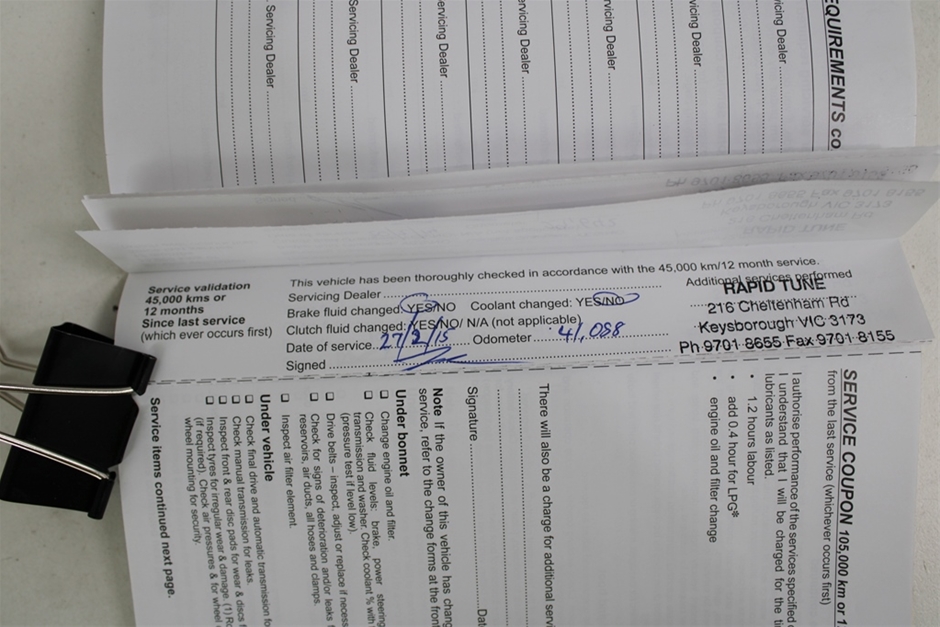 Servicing Dealer
Servicing Dealer
Servicing Dealer
Servicing Dealer
Servicing Dealer
Servicing Dealer
Servicing Dealer
EQUIREMENTS co
Service validation
45,000 kms or
12 months
Since last service
(which ever occurs first)
This vehicle has been thoroughly checked in accordance with the 45,000 km/12 month service.
Servicing Dealer
Additional services performed
Brake fluid changed: YES/NO Coolant changed: YES/NO
Clutch fluid changed: YES/NO/ N/A (not applicable)
Date of service 27/2/15 Odometer 41,088
Signed
RAPID TUNE
216 Cheltenham Rd
Keysborough VIC 3173
Ph 9701 8655 Fax 9701 8155
SERVICE COUPON 105,000 km or 1
from the last service (whichever occurs first)
I authorise performance of the services specified
I understand that I will be charged for the
lubricants as listed.
• 1.2 hours labour
• add 0.4 hour for LPG*
• engine oil and filter change
There will also be a charge for additional
Signature
Note If the owner of this vehicle has
service, refer to the change forms at the
Under bonnet
❑ Change engine oil and filter.
❑ Check fluid levels: brake, power steering
transmission and washer. Check coolant % with
(pressure test if level low).
❑ Drive belts – inspect, adjust or replace if
❑ Check for signs of deterioration and/or leaks
reservoirs, air ducts, all hoses and clamps.
❑ Inspect air filter element.
Under vehicle
❑ Check final drive and automatic transmission
❑ Check manual transmission for leaks.
❑ Inspect front & rear disc pads for wear & discs
❑ Inspect tyres for irregular wear & damage. (1)
(if required). Check air pressures & for wheel
wheel mounting for security.
Service items continued next page.